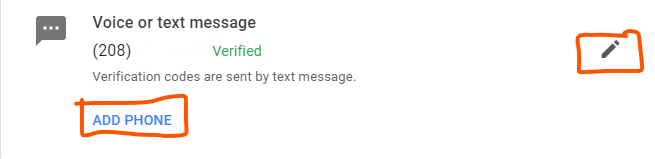 Voice or text message
(208) Verified
Verification codes are sent by text message.
ADD PHONE